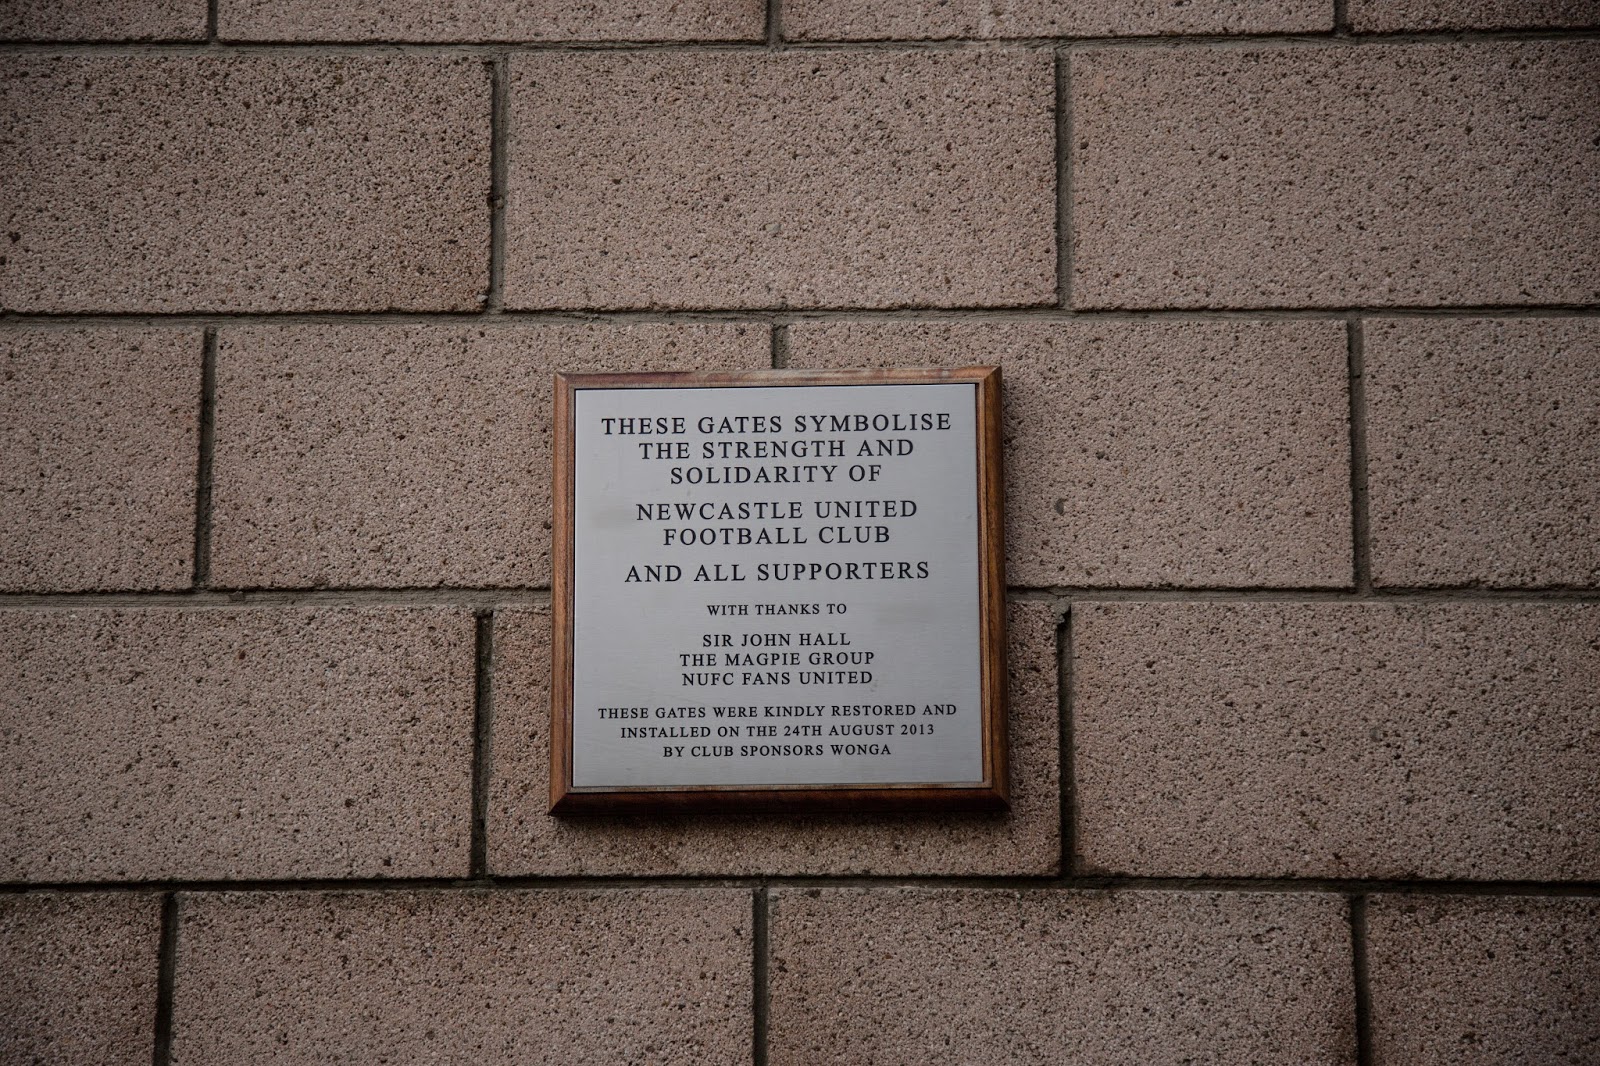 THESE GATES SYMBOLISE
THE STRENGTH AND
SOLIDARITY OF
NEWCASTLE UNITED
FOOTBALL CLUB
AND ALL SUPPORTERS
WITH THANKS TO
SIR JOHN HALL
THE MAGPIE GROUP
NUFC FANS UNITED
THESE GATES WERE KINDLY RESTORED AND
INSTALLED ON THE 24TH AUGUST 2013
BY CLUB SPONSORS WONGA